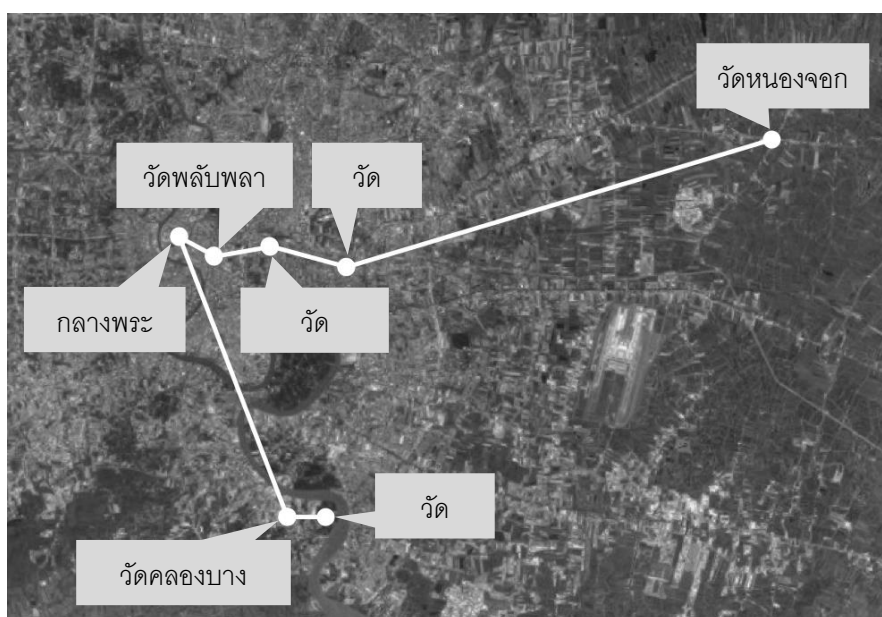 วัดหนองจอก
วัดพลับพลา
วัด
กลางพระ
วัด
วัด
วัดคลองบาง